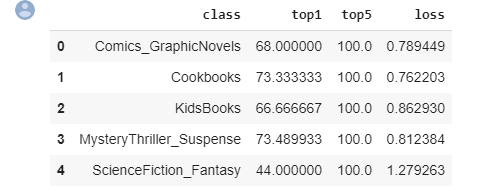 class top1 top5 loss
0 Comics_GraphicNovels 68.000000 100.0 0.789449
1 Cookbooks 73.333333 100.0 0.762203
2 KidsBooks 66.666667 100.0 0.862930
3 MysteryThriller_Suspense 73.489933 100.0 0.812384
4 ScienceFiction_Fantasy 44.000000 100.0 1.279263